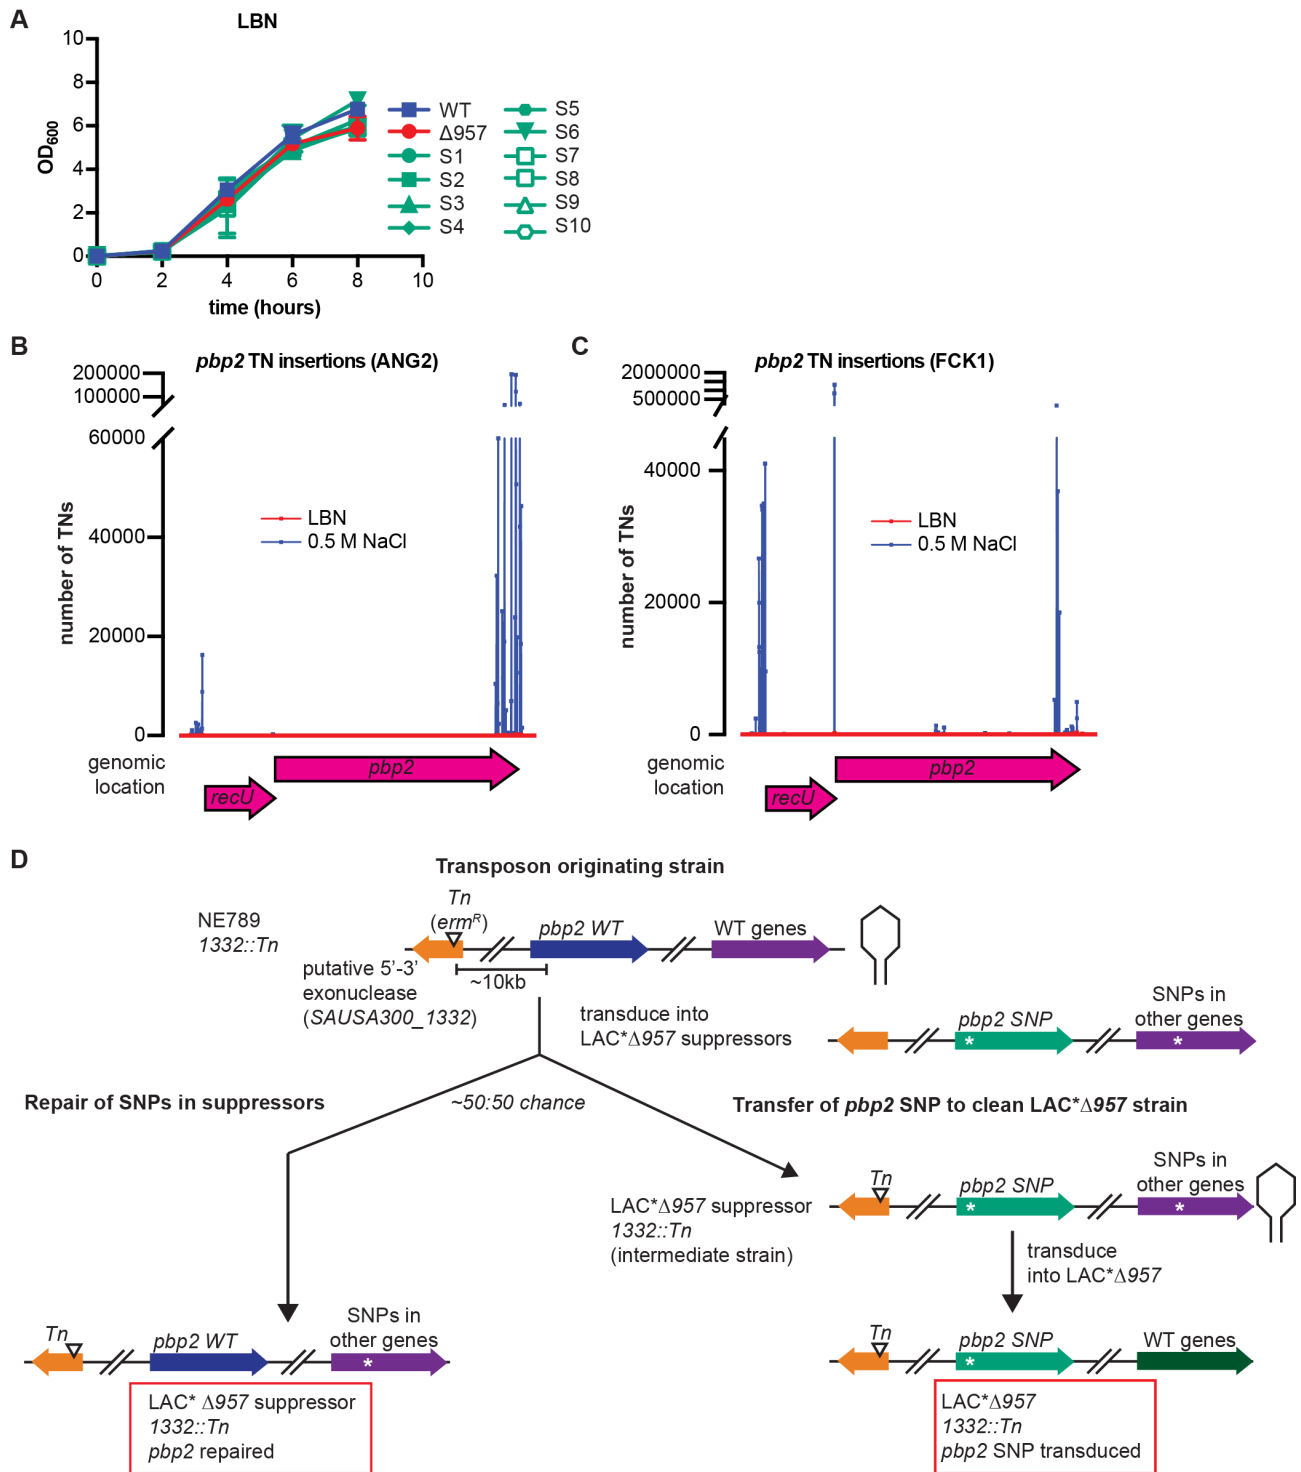 A
LBN
10
8
6
4
2
0
OD600
0 2 4 6 8 10
time (hours)
WT
Δ957
S1
S2
S3
S4
S5
S6
S7
S8
S9
S10
B
pbp2 TN insertions (ANG2)
200000
100000
60000
40000
20000
0
number of TNs
LBN
0.5 M NaCl
genomic
location
pbp2
recU
C
pbp2 TN insertions (FCK1)
2000000
500000
40000
20000
0
number of TNs
LBN
0.5 M NaCl
genomic
location
pbp2
recU
D
Transposon originating strain
NE789
1332::Tn
Tn
(ermR)
pbp2 WT
WT genes
putative 5’-3’
exonuclease
(SAUSA300_1332)
~10kb
transduce into
LAC*Δ957 suppressors
pbp2 SNP
*
SNPs in
other genes
*
~50:50 chance
Repair of SNPs in suppressors
Transfer of pbp2 SNP to clean LAC*Δ957 strain
LAC*Δ957 suppressor
1332::Tn
(intermediate strain)
Tn
pbp2 SNP
*
SNPs in
other genes
*
transduce
into LAC*Δ957
Tn
pbp2 WT
SNPs in
other genes
*
LAC* Δ957 suppressor
1332::Tn
pbp2 repaired
Tn
pbp2 SNP
*
WT genes
LAC*Δ957
1332::Tn
pbp2 SNP transduced